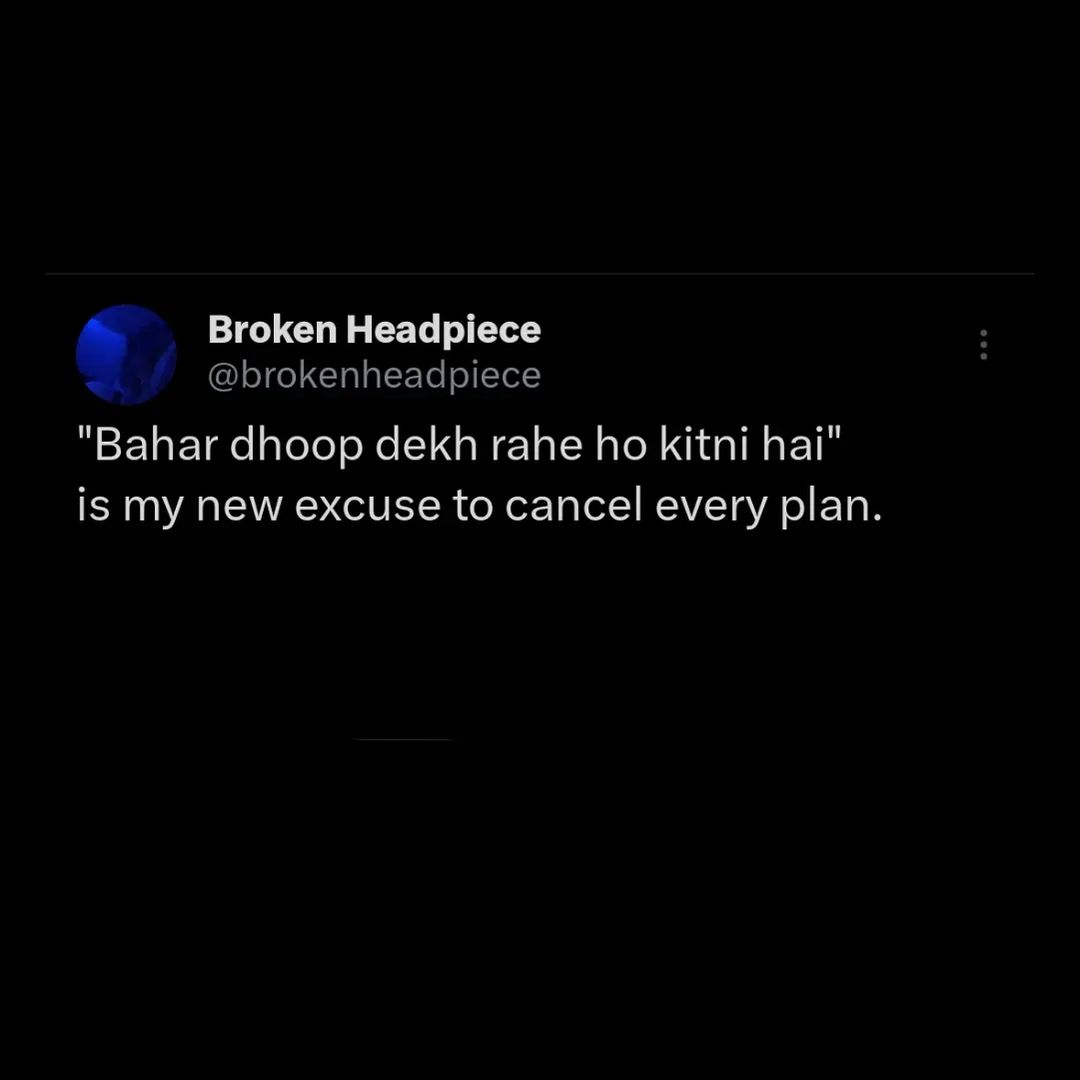 Broken Headpiece
@brokenheadpiece
"Bahar dhoop dekh rahe ho kitni hai"
is my new excuse to cancel every plan.